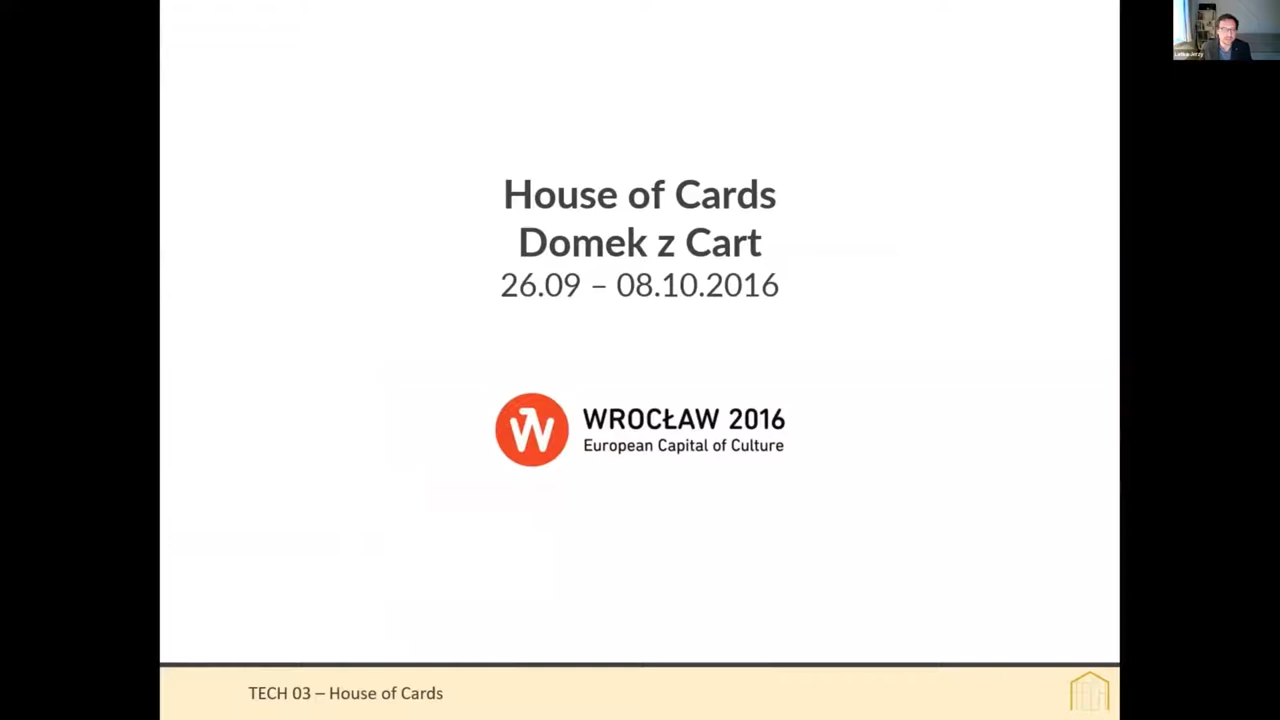 House of Cards
Domek z Cart
26.09 – 08.10.2016
WROCŁAW 2016
European Capital of Culture
TECH 03 – House of Cards